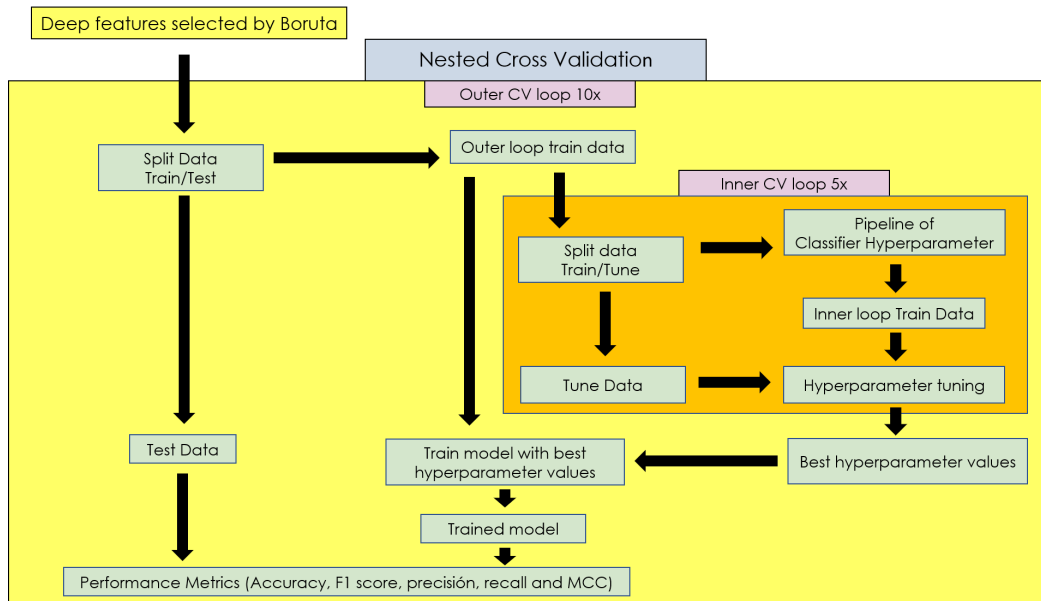 Deep features selected by Boruta
Nested Cross Validation
Outer CV loop 10x
Split Data
Train/Test
Outer loop train data
Inner CV loop 5x
Split data
Train/Tune
Pipeline of
Classifier Hyperparameter
Inner loop Train Data
Tune Data
Hyperparameter tuning
Test Data
Train model with best
hyperparameter values
Best hyperparameter values
Trained model
Performance Metrics (Accuracy, F1 score, precisión, recall and MCC)